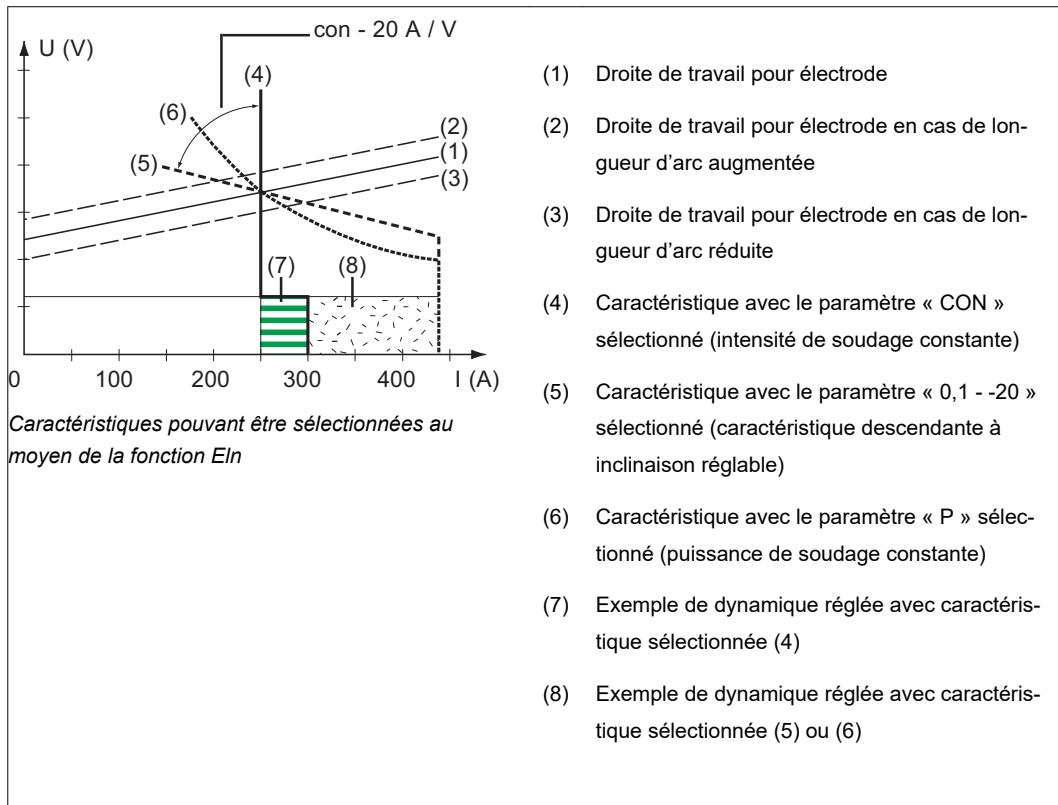 con - 20 A / V
U (V)
(4)
(6)
(5)
(2)
(1)
(3)
(7)
(8)
0
100
200
300
400
I (A)
Caractéristiques pouvant être sélectionnées au
moyen de la fonction Eln
(1) Droite de travail pour électrode
(2) Droite de travail pour électrode en cas de lon-
gueur d’arc augmentée
(3) Droite de travail pour électrode en cas de lon-
gueur d’arc réduite
(4) Caractéristique avec le paramètre « CON »
sélectionné (intensité de soudage constante)
(5) Caractéristique avec le paramètre « 0,1 - -20 »
sélectionné (caractéristique descendante à
inclinaison réglable)
(6) Caractéristique avec le paramètre « P » sélec-
tionné (puissance de soudage constante)
(7) Exemple de dynamique réglée avec caractéris-
tique sélectionnée (4)
(8) Exemple de dynamique réglée avec caractéris-
tique sélectionnée (5) ou (6)